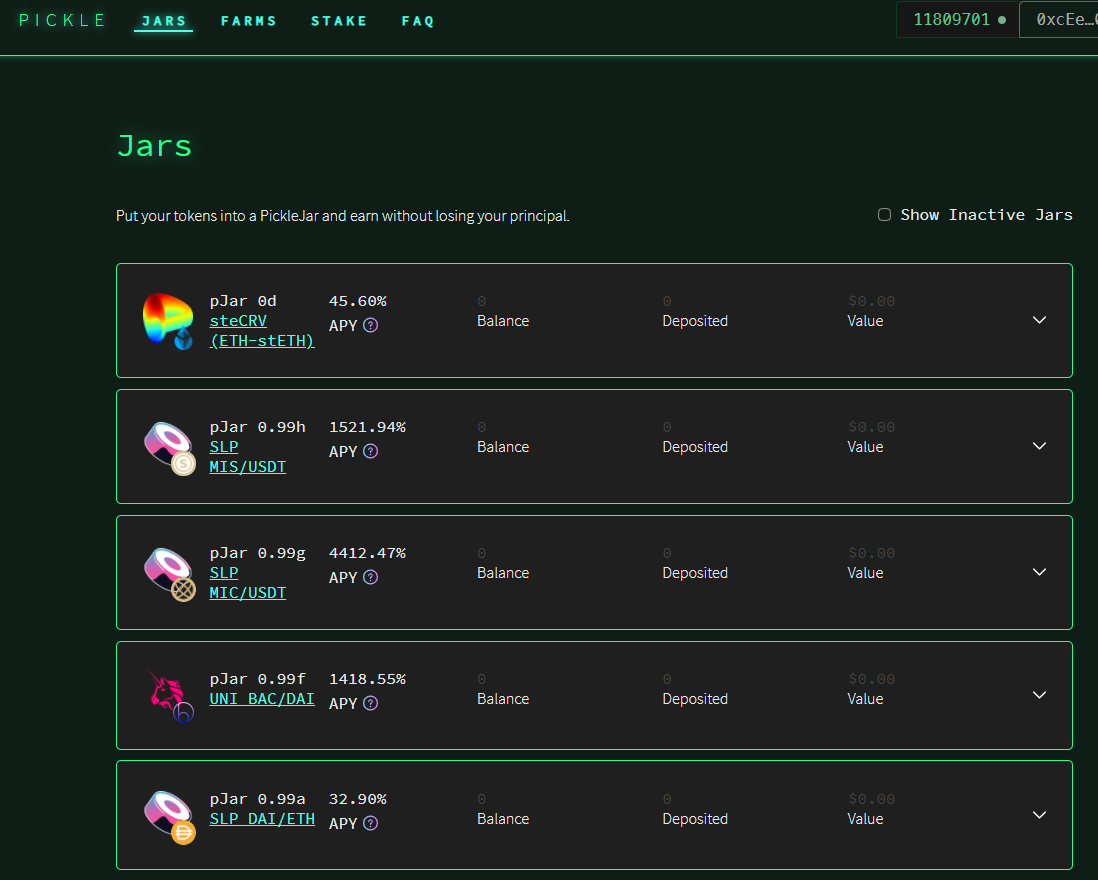 PICKLE JARS FARMS STAKE FAQ 11809701 0xcEe…
Jars
Put your tokens into a PickleJar and earn without losing your principal. Show Inactive Jars
pJar 0d 45.60% 0 0 $0.00
steCRV APY ? Balance Deposited Value
(ETH-stETH)
pJar 0.99h 1521.94% 0 0 $0.00
SLP APY ? Balance Deposited Value
MIS/USDT
pJar 0.99g 4412.47% 0 0 $0.00
SLP APY ? Balance Deposited Value
MIC/USDT
pJar 0.99f 1418.55% 0 0 $0.00
UNI BAC/DAI APY ? Balance Deposited Value
pJar 0.99a 32.90% 0 0 $0.00
SLP DAI/ETH APY ? Balance Deposited Value